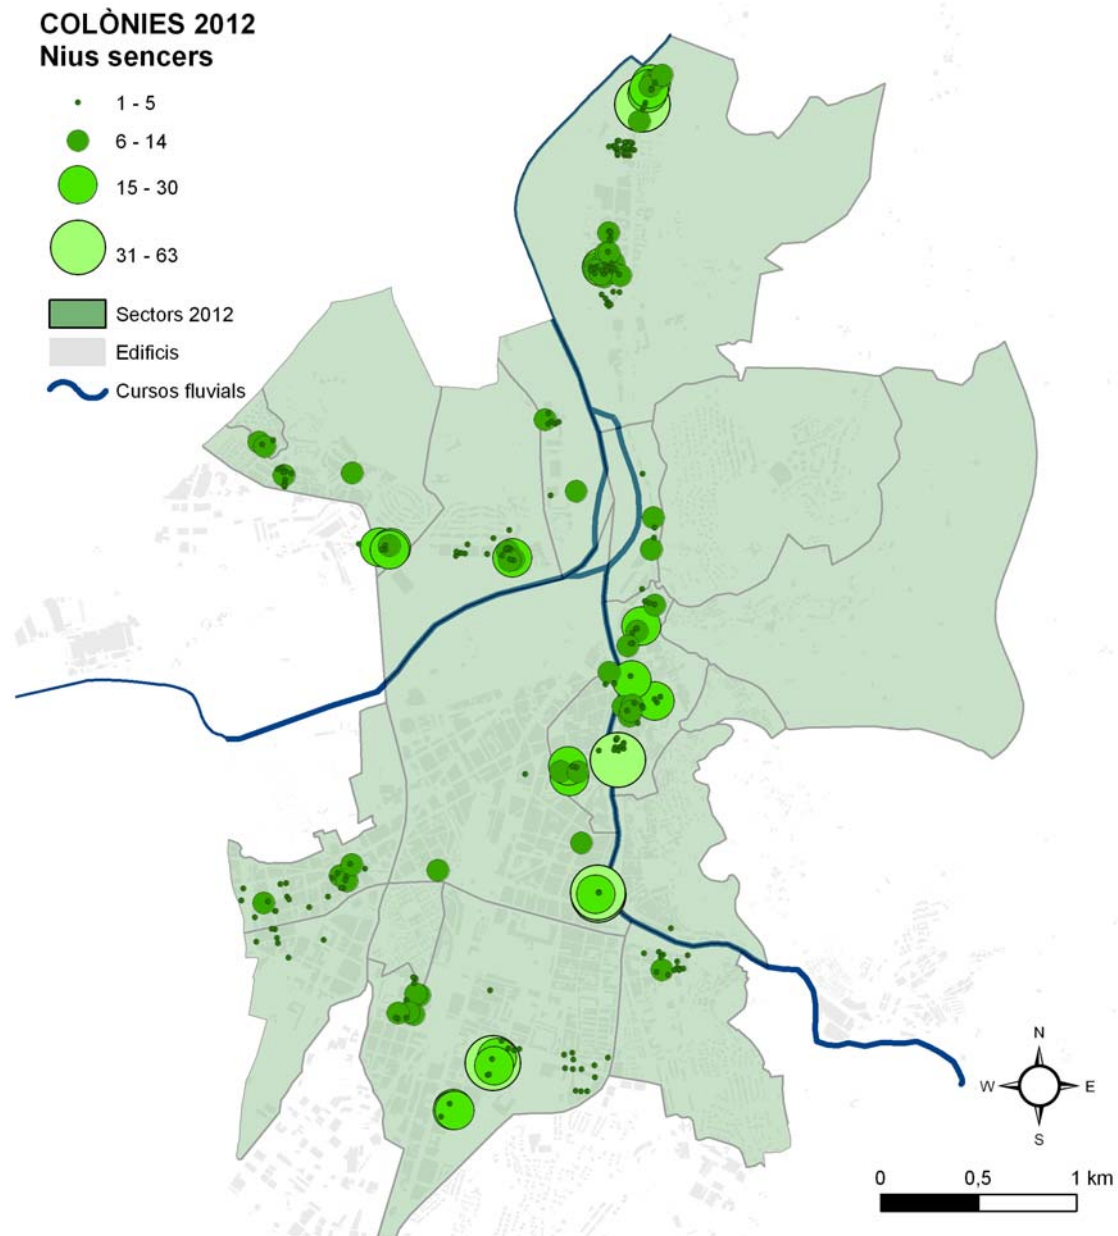 COLÒNIES 2012
Nius sencers
1 - 5
6 - 14
15 - 30
31 - 63
Sectors 2012
Edificis
Cursos fluvials
N
W E
S
0 0,5 1 km